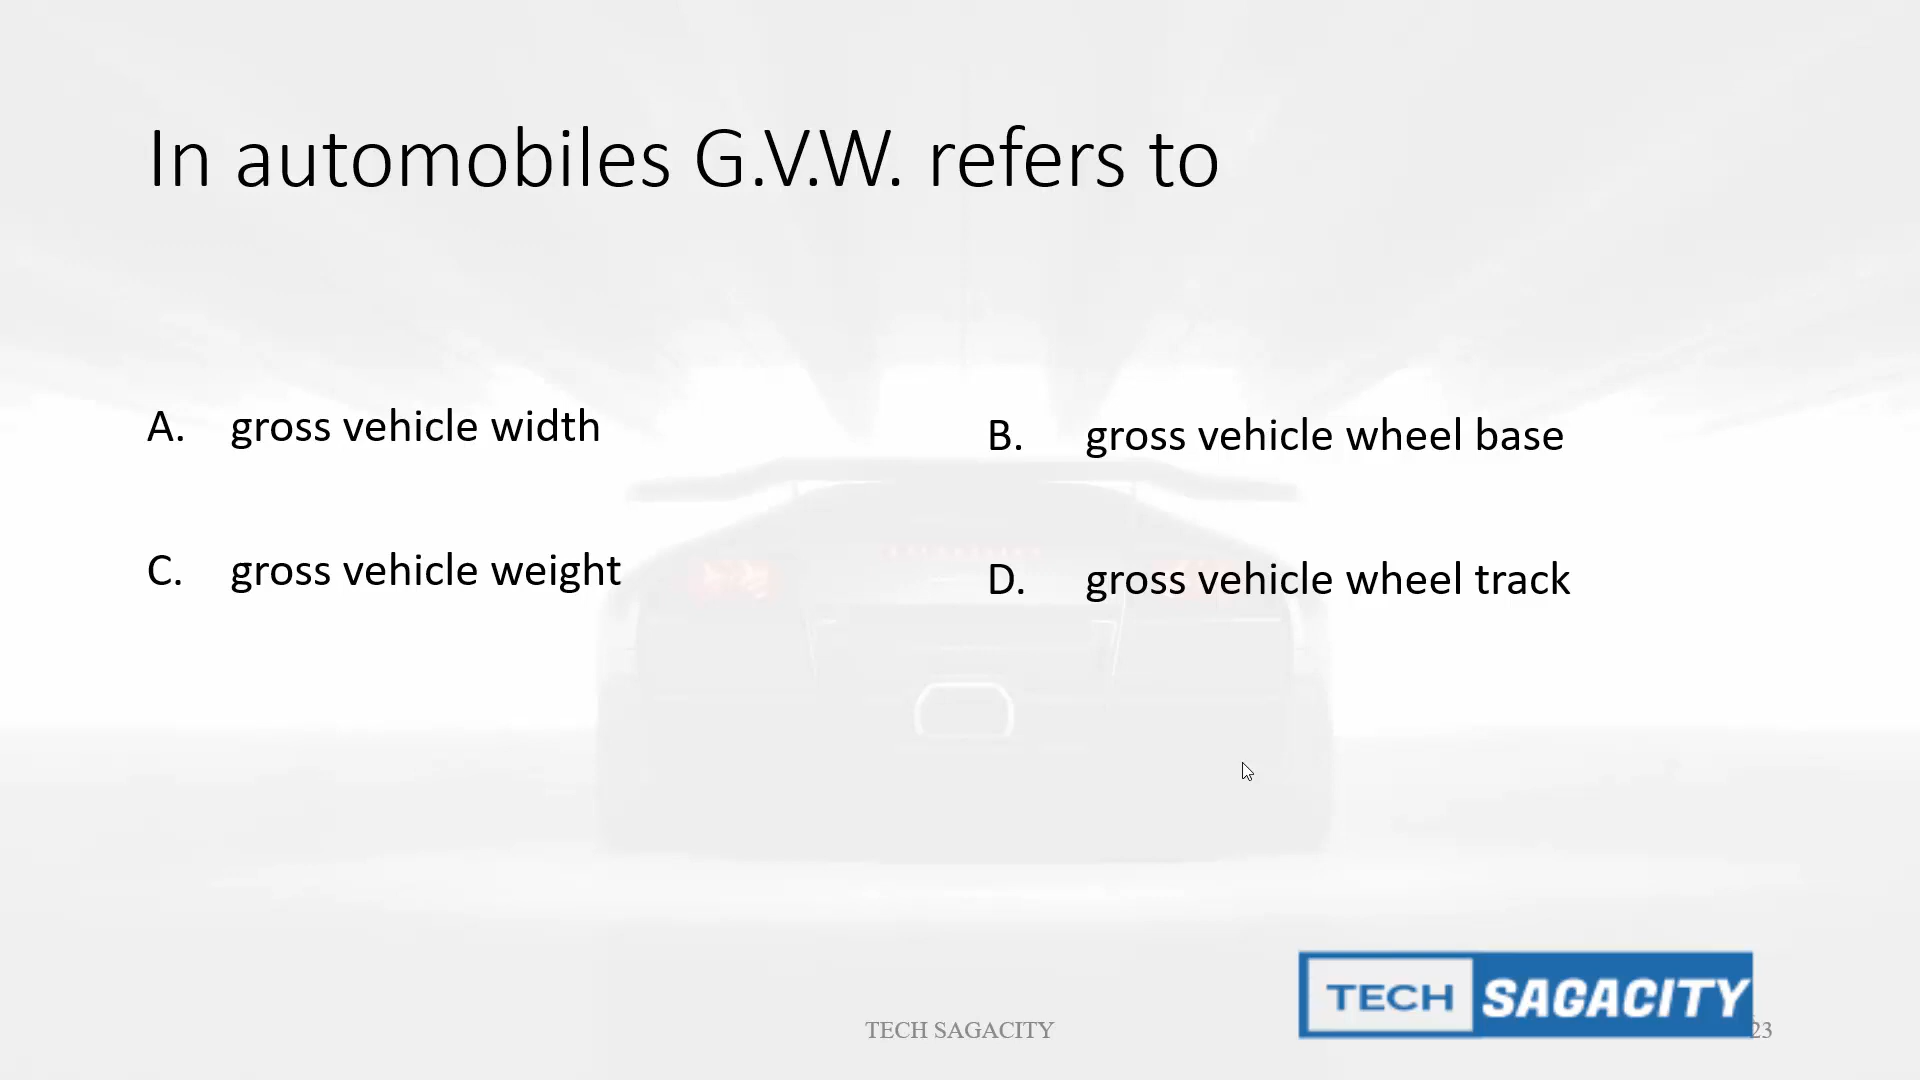 In automobiles G.V.W. refers to
A. gross vehicle width
B. gross vehicle wheel base
C. gross vehicle weight
D. gross vehicle wheel track
TECH SAGACITY
TECH SAGACITY
23